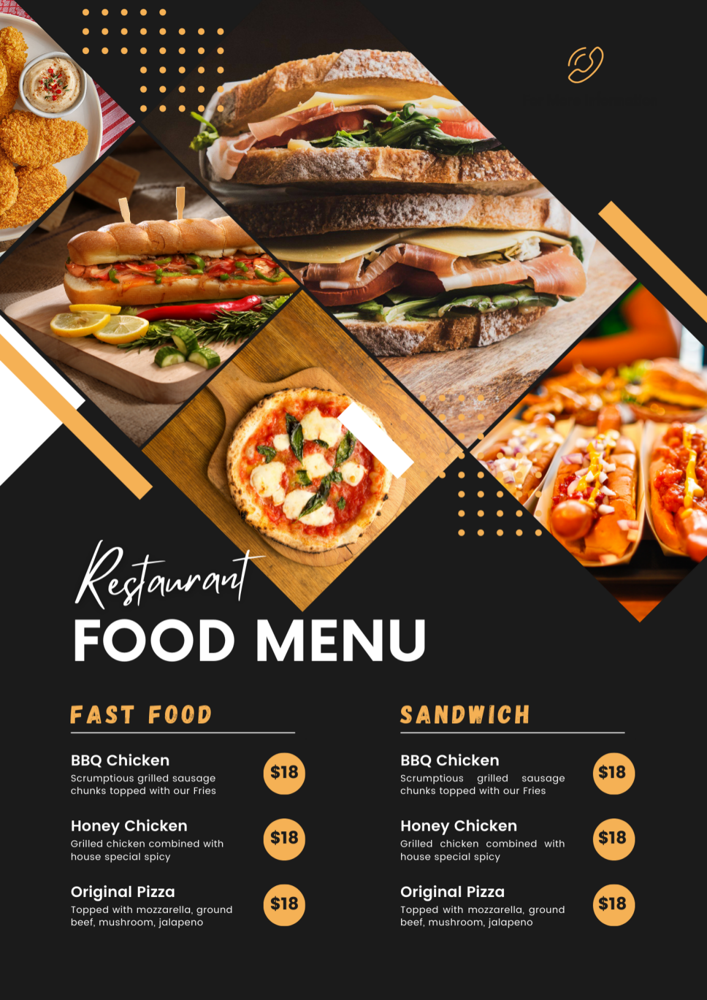 Restaurant
FOOD MENU
FAST FOOD
BBQ Chicken
Scrumptious grilled sausage
chunks topped with our Fries
$18
Honey Chicken
Grilled chicken combined with
house special spicy
$18
Original Pizza
Topped with mozzarella, ground
beef, mushroom, jalapeno
$18
SANDWICH
BBQ Chicken
Scrumptious grilled sausage
chunks topped with our Fries
$18
Honey Chicken
Grilled chicken combined with
house special spicy
$18
Original Pizza
Topped with mozzarella, ground
beef, mushroom, jalapeno
$18